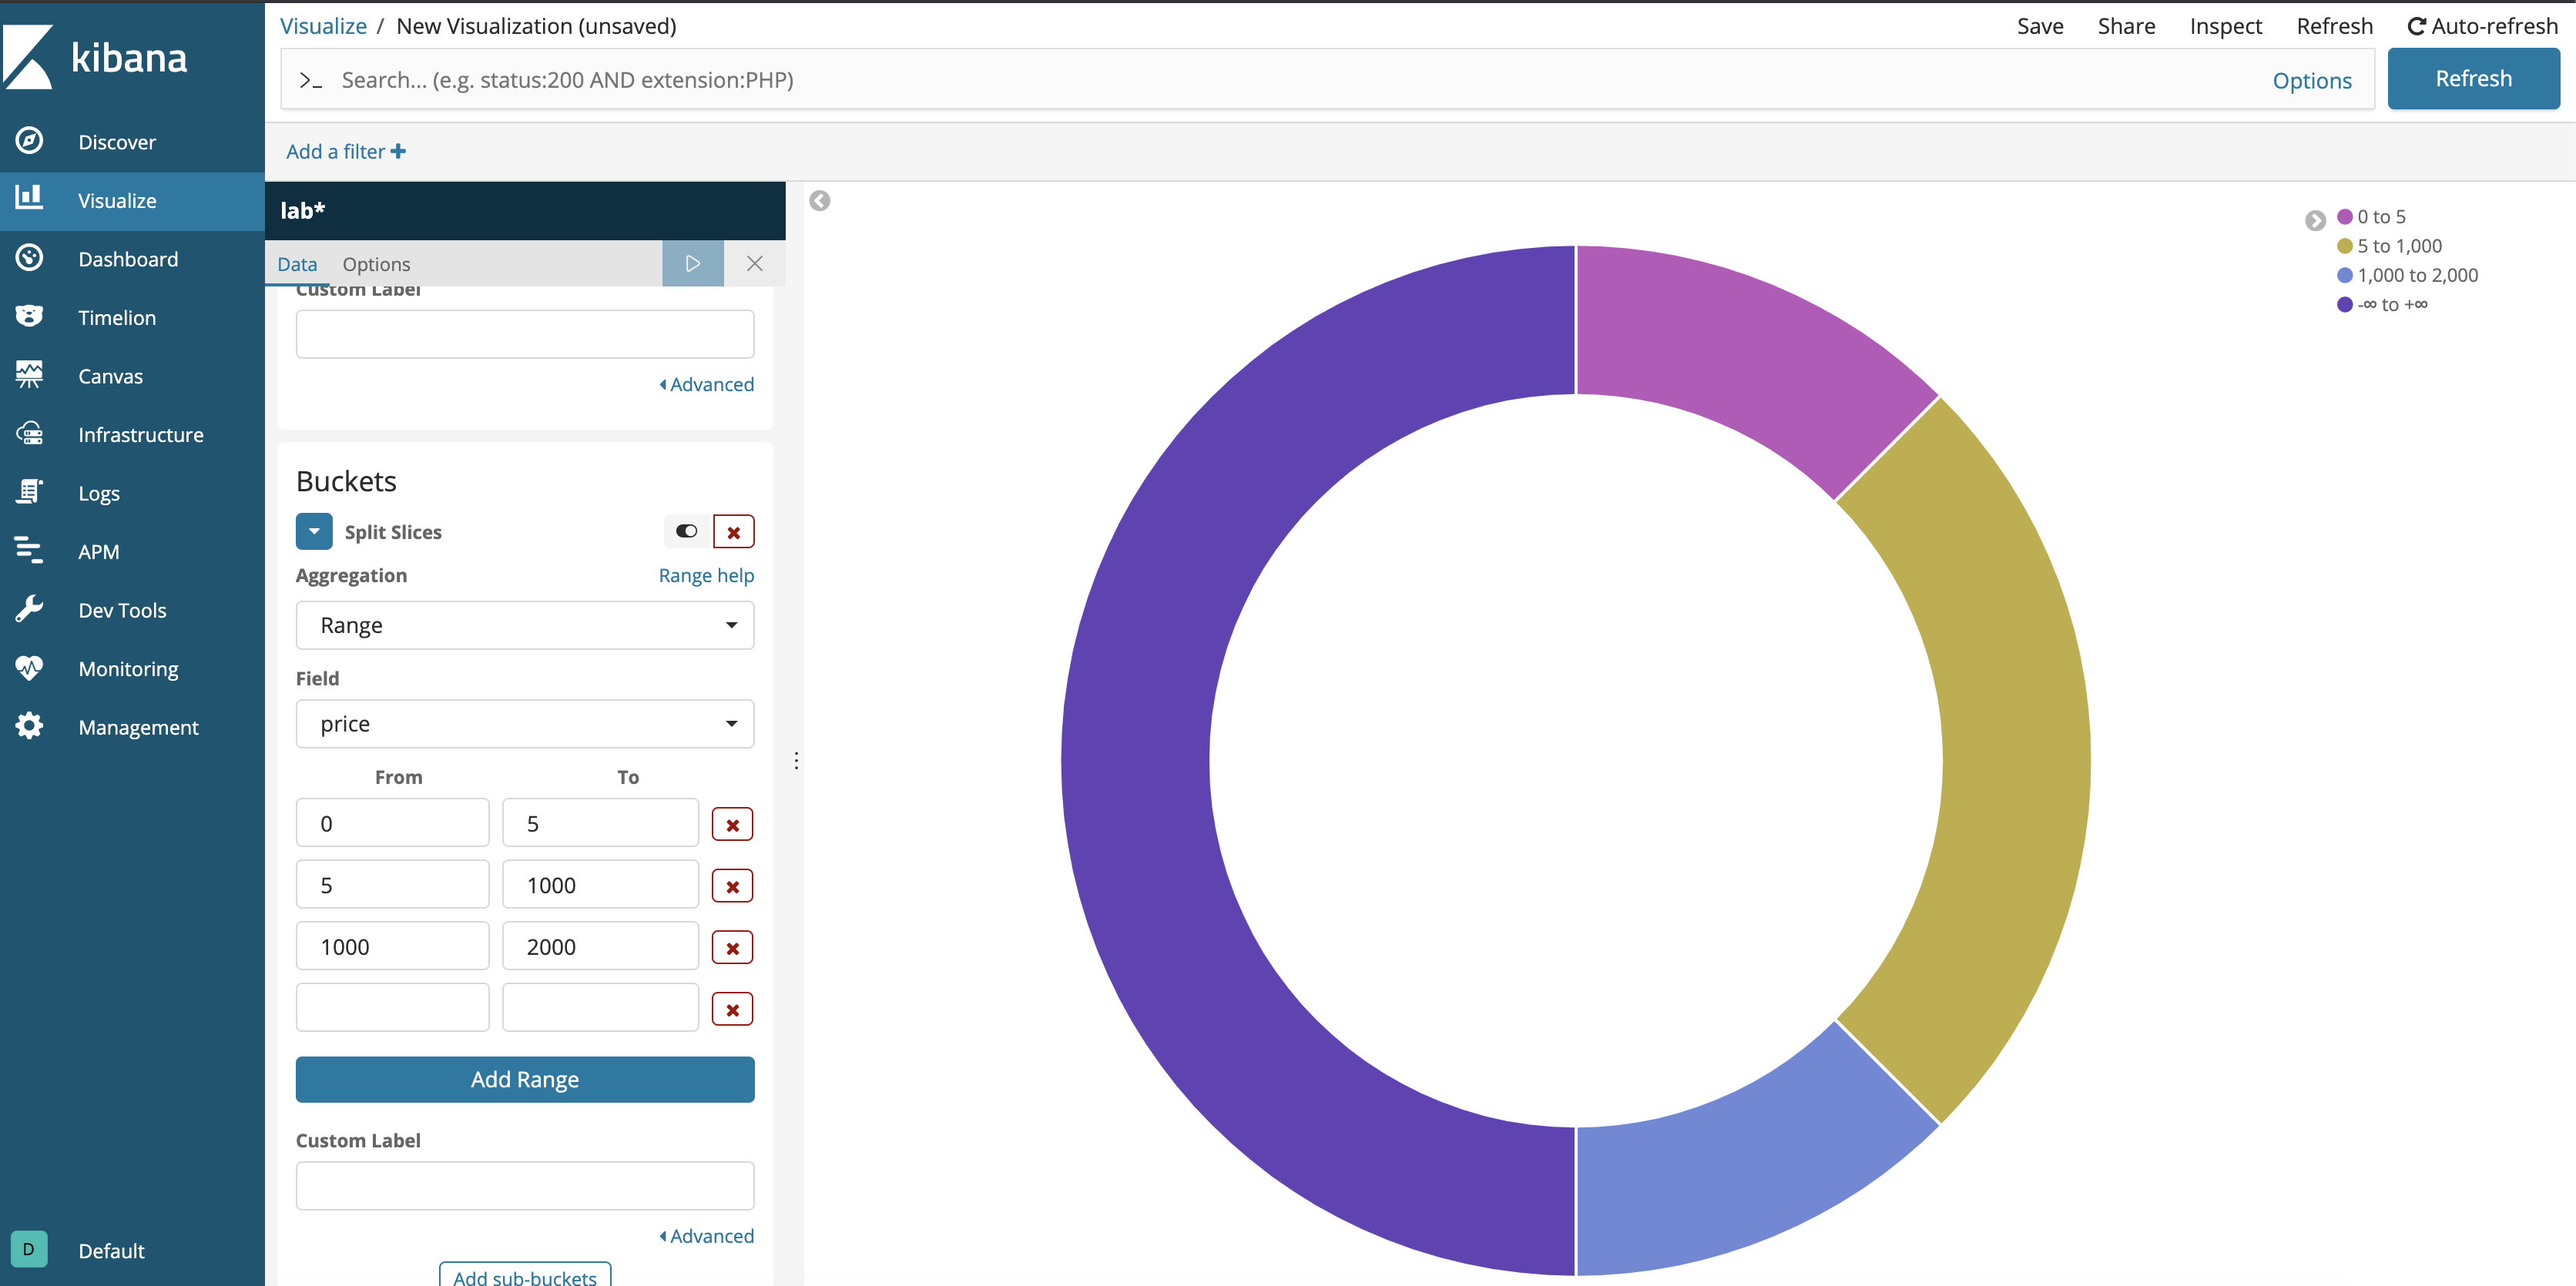 kibana
Discover
Visualize
Dashboard
Timelion
Canvas
Infrastructure
Logs
APM
Dev Tools
Monitoring
Management
D Default
Visualize / New Visualization (unsaved)
Save Share Inspect Refresh Auto-refresh
>_ Search... (e.g. status:200 AND extension:PHP) Options Refresh
Add a filter +
lab*
Data Options
Custom Label
Advanced
Buckets
Split Slices
Aggregation Range help
Range
Field
price
From To
0 5
5 1000
1000 2000
Add Range
Custom Label
Advanced
Add sub-buckets
0 to 5
5 to 1,000
1,000 to 2,000
-∞ to +∞